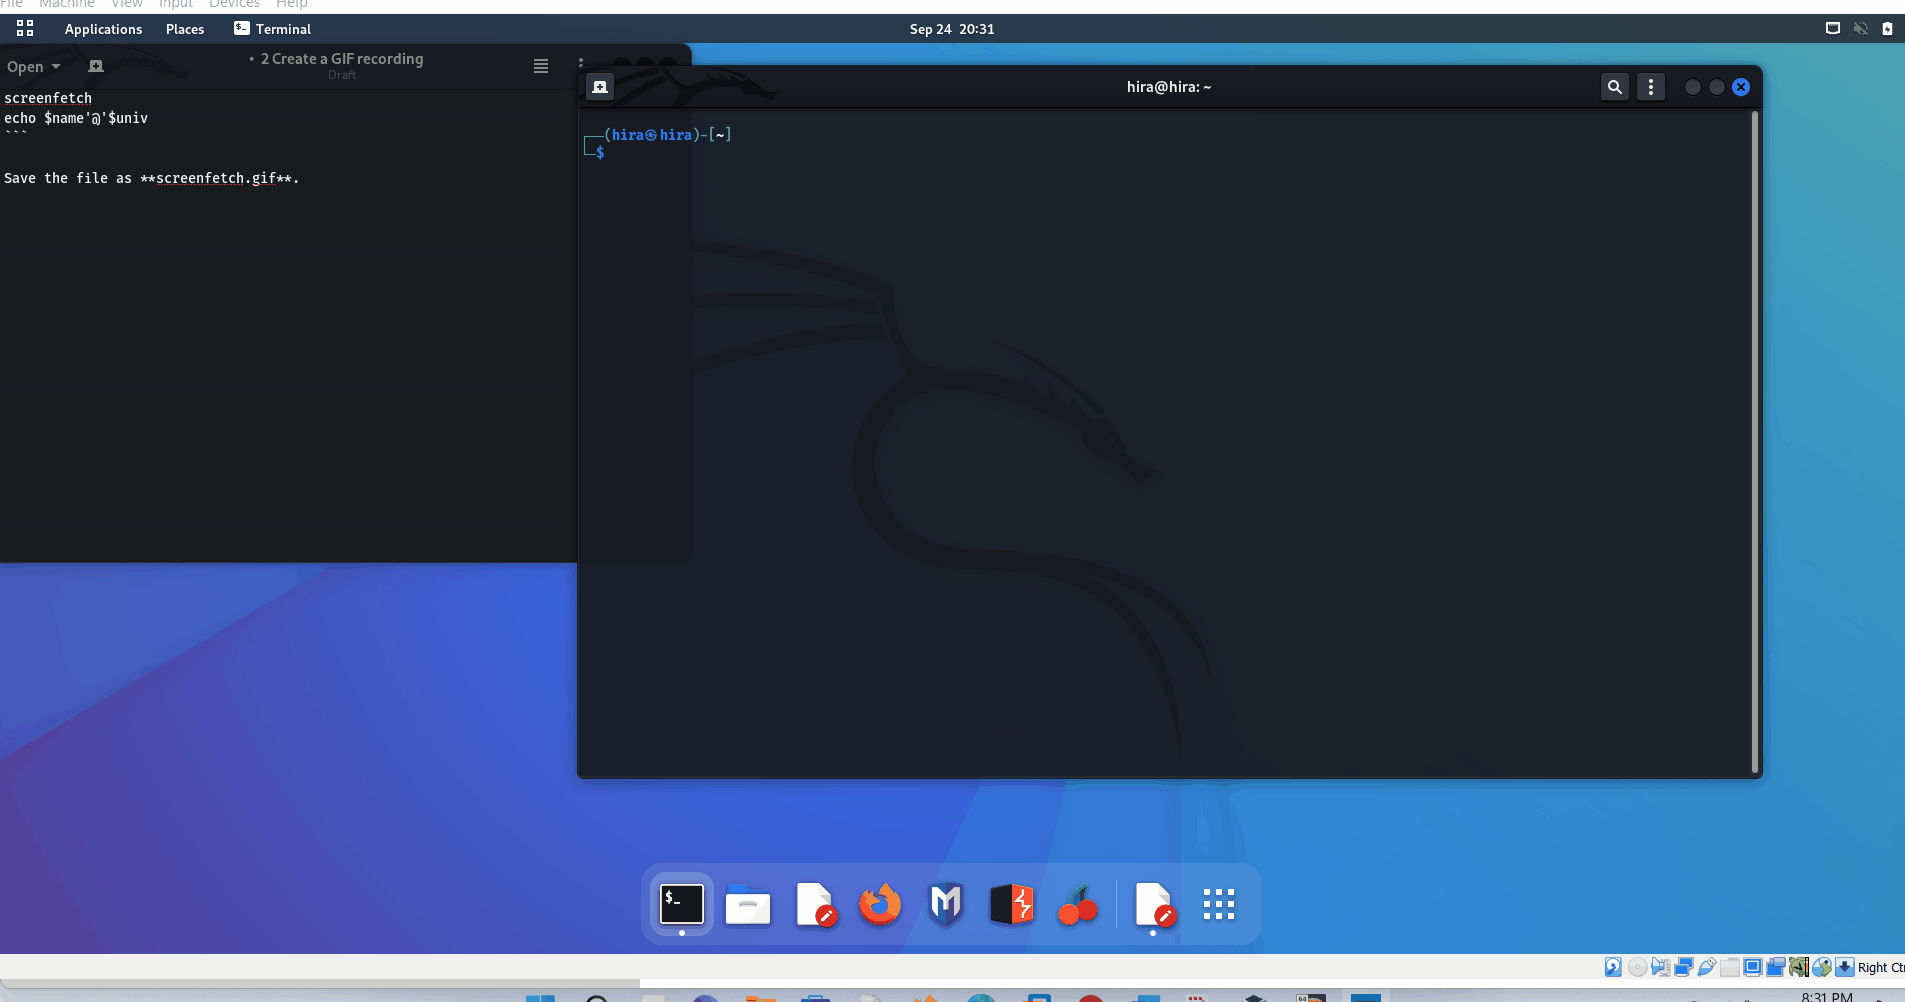 File Machine View Input Devices Help
Applications Places $_ Terminal Sep 24 20:31
Open • 2 Create a GIF recording
Draft
screenfetch
echo $name'@'$univ
```
Save the file as **screenfetch.gif**.
hira@hira: ~
(hira㉿hira)-[~]
$
$_
Right Ctr
8:31 PM